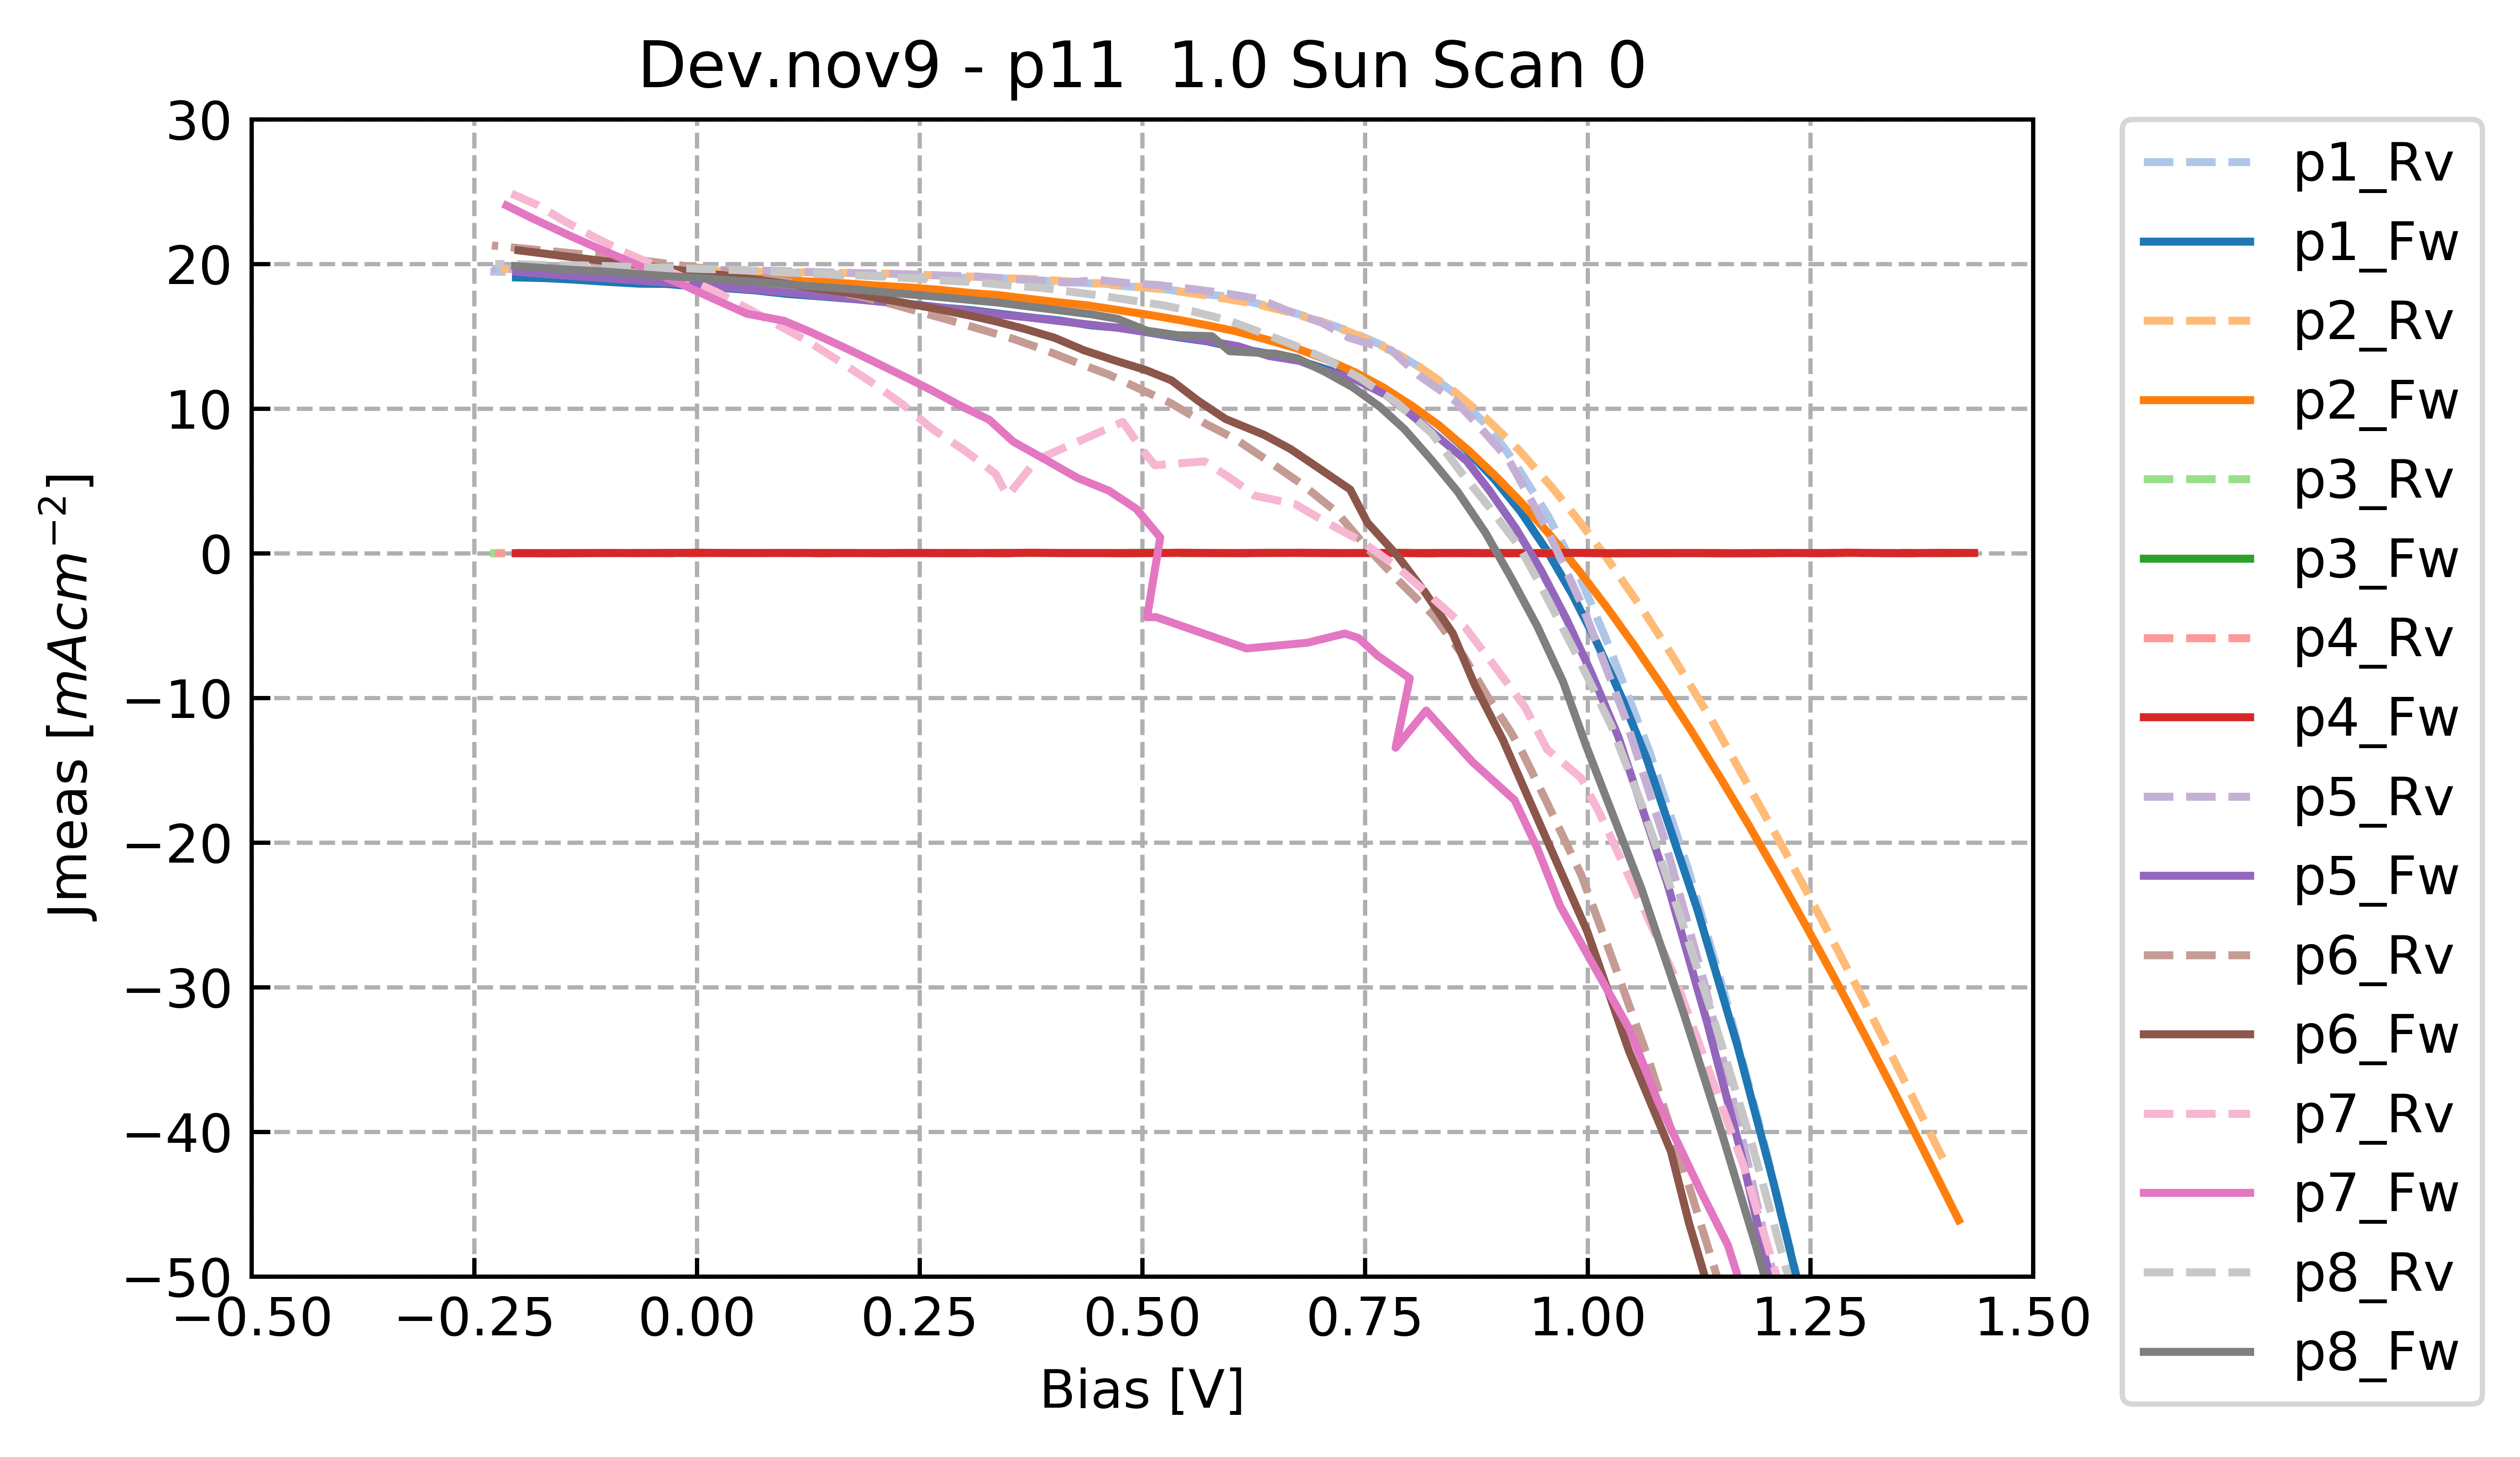 Dev.nov9 - p11  1.0 Sun Scan 0
30
20
10
0
−10
−20
−30
−40
−50
Jmeas [mAcm⁻²]
−0.50 −0.25 0.00 0.25 0.50 0.75 1.00 1.25 1.50
Bias [V]
p1_Rv
p1_Fw
p2_Rv
p2_Fw
p3_Rv
p3_Fw
p4_Rv
p4_Fw
p5_Rv
p5_Fw
p6_Rv
p6_Fw
p7_Rv
p7_Fw
p8_Rv
p8_Fw